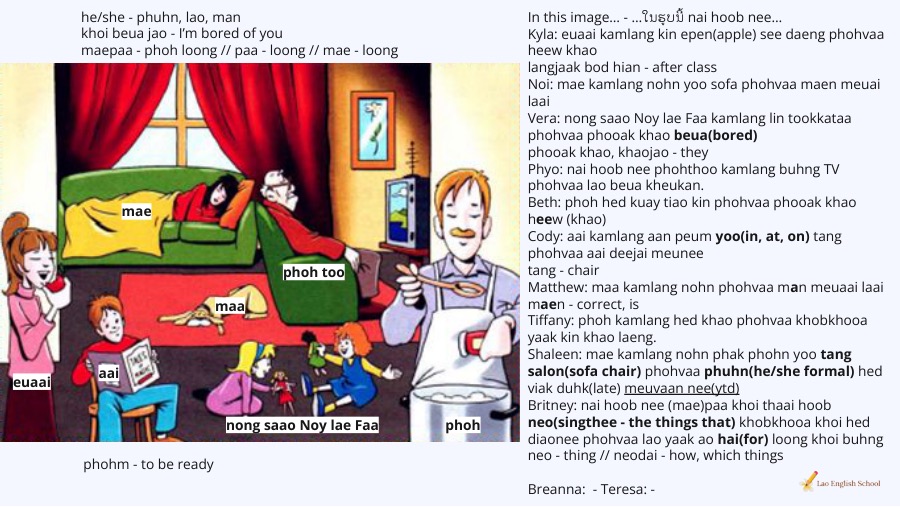 he/she - phuhn, lao, man
khoi beua jao - I'm bored of you
maepaa - phoh loong // paa - loong // mae - loong
mae
phoh too
maa
euaai
aai
nong saao Noy lae Faa
phoh
phohm - to be ready
In this image... - ...ໃນຮູບນີ້ nai hoob nee...
Kyla: euaai kamlang kin epen(apple) see daeng phohvaa
heew khao
langjaak bod hian - after class
Noi: mae kamlang nohn yoo sofa phohvaa maen meuai
laai
Vera: nong saao Noy lae Faa kamlang lin tookkataa
phohvaa phooak khao beua(bored)
phooak khao, khaojao - they
Phyo: nai hoob nee phohthoo kamlang buhng TV
phohvaa lao beua kheukan.
Beth: phoh hed kuay tiao kin phohvaa phooak khao
heew (khao)
Cody: aai kamlang aan peum yoo(in, at, on) tang
phohvaa aai deejai meunee
tang - chair
Matthew: maa kamlang nohn phohvaa man meuai laai
maen - correct, is
Tiffany: phoh kamlang hed khao phohvaa khobkhooa
yaak kin khao laeng.
Shaleen: mae kamlang nohn phak phohn yoo tang
salon(sofa chair) phohvaa phuhn(he/she formal) hed
viak duhk(late) meuvaan nee(ytd)
Britney: nai hoob nee (mae)paa khoi thaai hoob
neo(singthee - the things that) khobkhooa khoi hed
diaonee phohvaa lao yaak ao hai(for) loong khoi buhng
neo - thing // neodai - how, which things
Breanna:  - Teresa: -
Lao English School